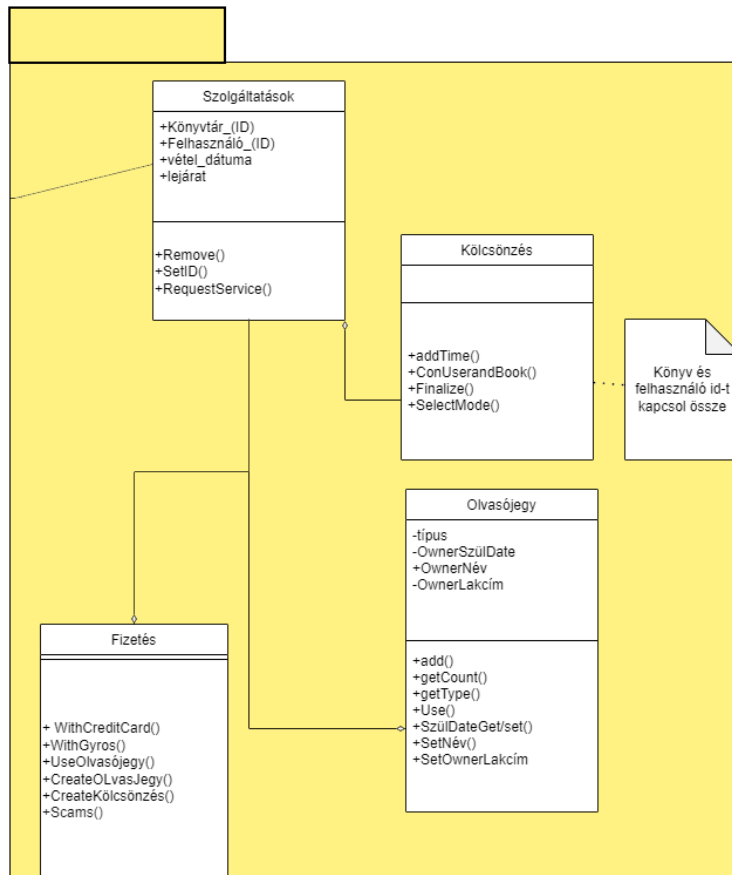 Szolgáltatások
+Könyvtár_(ID)
+Felhasználó_(ID)
+vétel_dátuma
+lejárat
+Remove()
+SetID()
+RequestService()
Kölcsönzés
+addTime()
+ConUserandBook()
+Finalize()
+SelectMode()
Könyv és
felhasználó id-t
kapcsol össze
Olvasójegy
-típus
-OwnerSzülDate
+OwnerNév
-OwnerLakcím
+add()
+getCount()
+getType()
+Use()
+SzülDateGet/set()
+SetNév()
+SetOwnerLakcím
Fizetés
+ WithCreditCard()
+WithGyros()
+UseOlvasójegy()
+CreateOLvasJegy()
+CreateKölcsönzés()
+Scams()